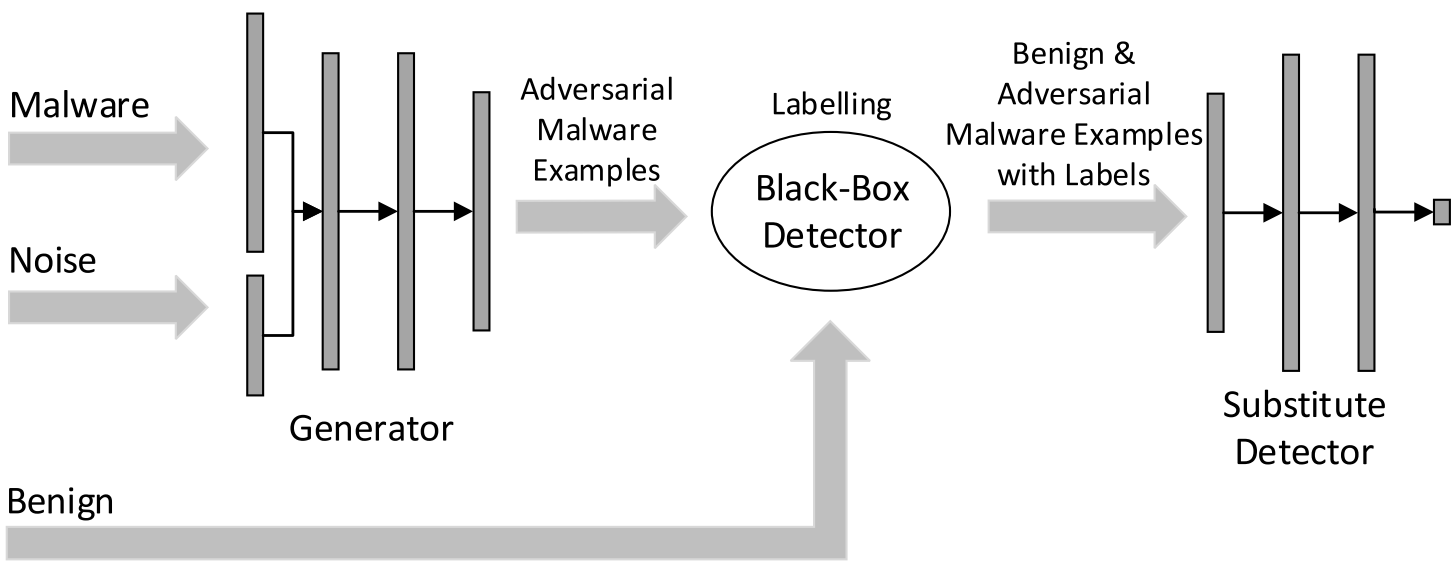 Malware
Noise
Generator
Benign
Adversarial
Malware
Examples
Labelling
Black-Box
Detector
Benign &
Adversarial
Malware Examples
with Labels
Substitute
Detector